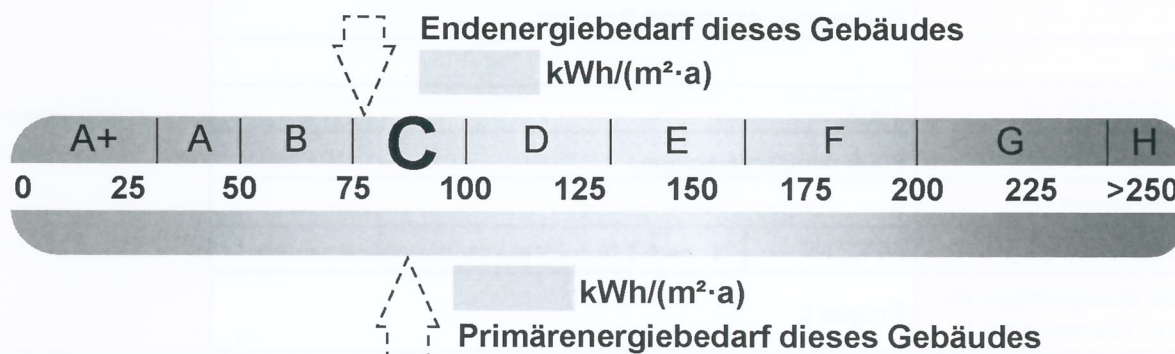 Endenergiebedarf dieses Gebäudes
kWh/(m²·a)
A+ A B C D E F G H
0 25 50 75 100 125 150 175 200 225 >250
kWh/(m²·a)
Primärenergiebedarf dieses Gebäudes